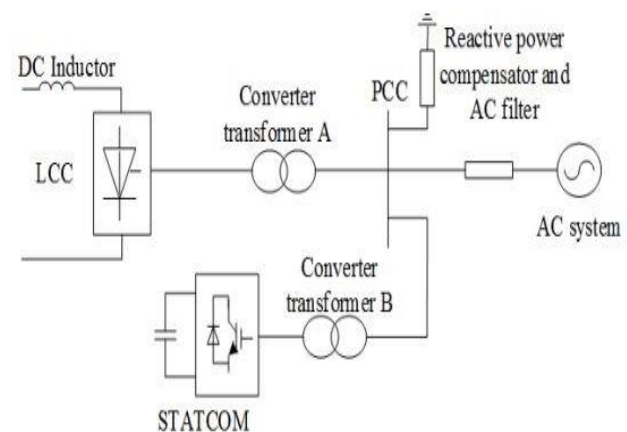 DC Inductor
LCC
Converter
transformer A
PCC
Reactive power
compensator and
AC filter
AC system
Converter
transformer B
STATCOM